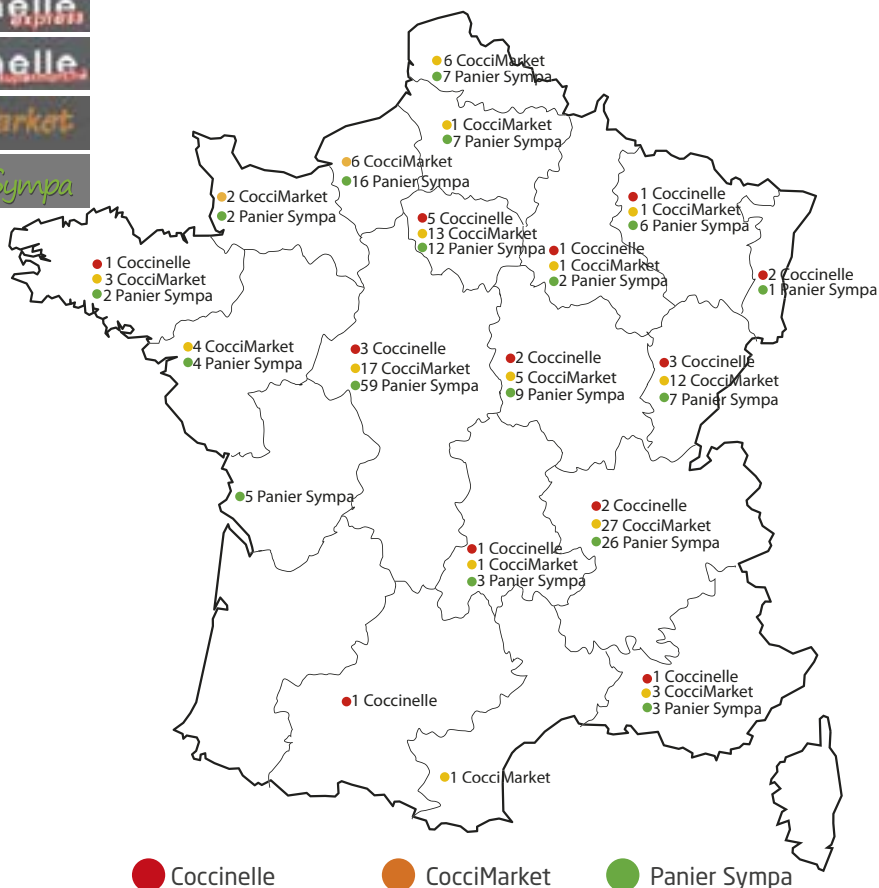 elle
express
elle
arket
Sympa
6 CocciMarket
7 Panier Sympa
1 CocciMarket
7 Panier Sympa
6 CocciMarket
16 Panier Sympa
2 CocciMarket
2 Panier Sympa
1 Coccinelle
1 CocciMarket
6 Panier Sympa
5 Coccinelle
13 CocciMarket
12 Panier Sympa
1 Coccinelle
1 CocciMarket
2 Panier Sympa
2 Coccinelle
1 Panier Sympa
1 Coccinelle
3 CocciMarket
2 Panier Sympa
4 CocciMarket
4 Panier Sympa
3 Coccinelle
17 CocciMarket
59 Panier Sympa
2 Coccinelle
5 CocciMarket
9 Panier Sympa
3 Coccinelle
12 CocciMarket
7 Panier Sympa
5 Panier Sympa
2 Coccinelle
27 CocciMarket
26 Panier Sympa
1 Coccinelle
1 CocciMarket
3 Panier Sympa
1 Coccinelle
3 CocciMarket
3 Panier Sympa
1 Coccinelle
1 CocciMarket
Coccinelle
CocciMarket
Panier Sympa